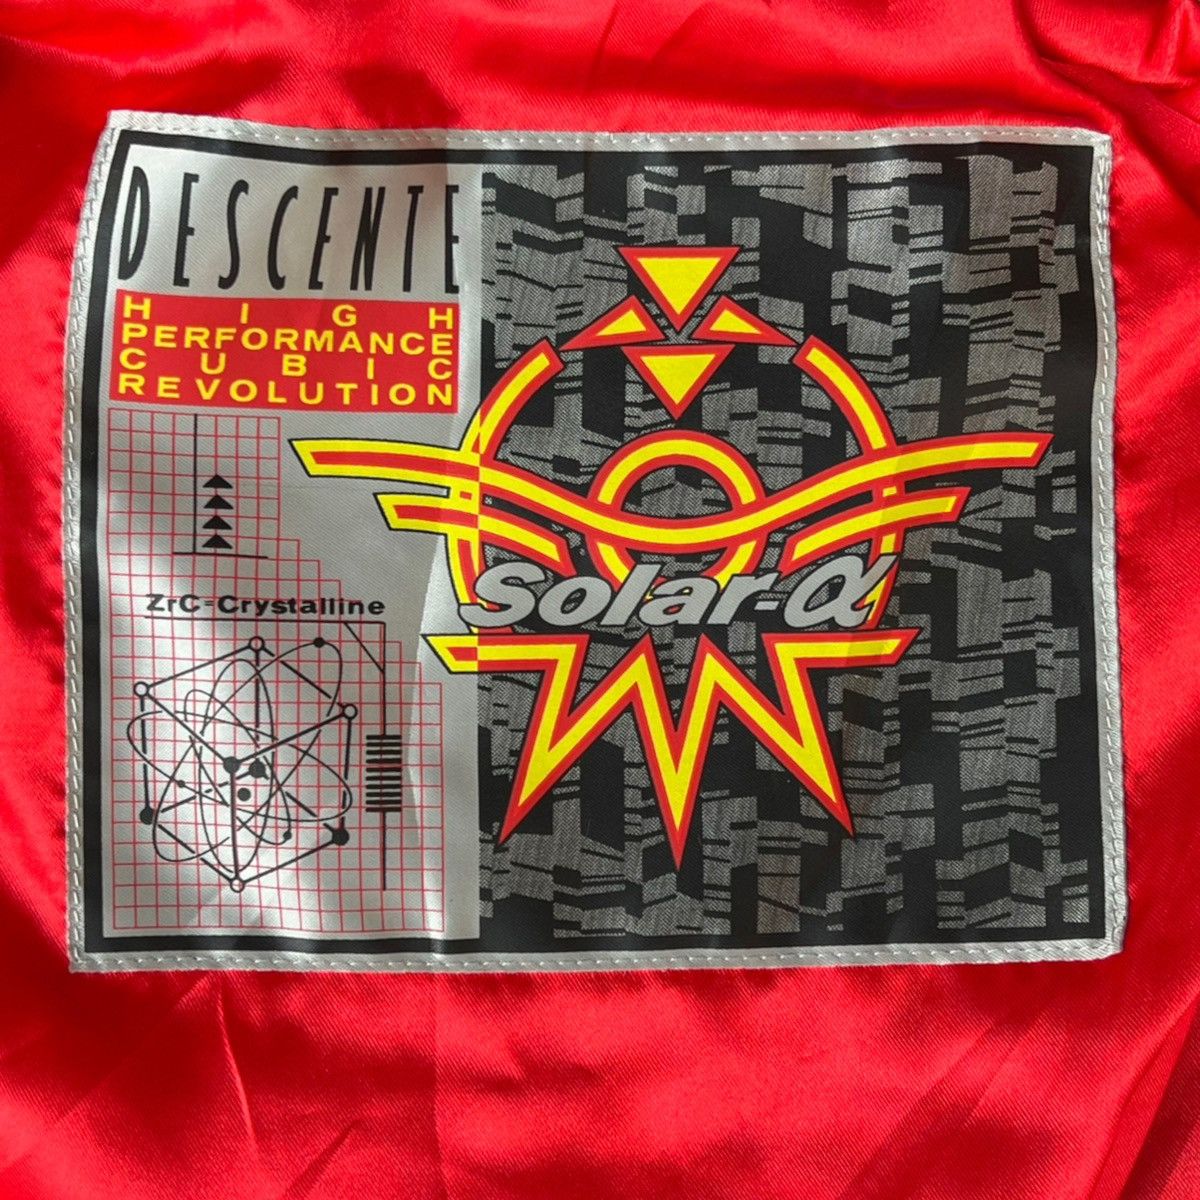 DESCENTE
HIGH
PERFORMANCE
CUBIC
REVOLUTION
Solar-α
ZrC=Crystalline